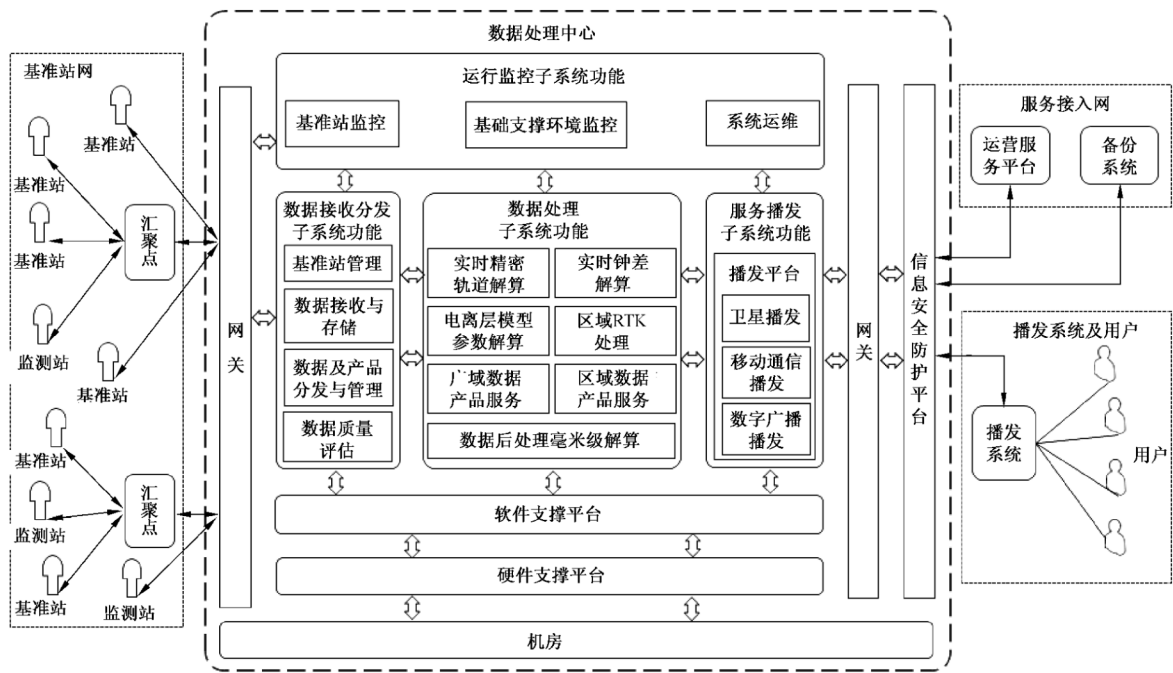 数据处理中心
基准站网
基准站
基准站
基准站
监测站
基准站
汇聚点
基准站
监测站
基准站
监测站
汇聚点
网关
运行监控子系统功能
基准站监控
基础支撑环境监控
系统运维
数据接收分发
子系统功能
基准站管理
数据接收与
存储
数据及产品
分发与管理
数据质量
评估
数据处理
子系统功能
实时精密
轨道解算
实时钟差
解算
电离层模型
参数解算
区域RTK
处理
广域数据
产品服务
区域数据
产品服务
数据后处理毫米级解算
服务播发
子系统功能
播发平台
卫星播发
移动通信
播发
数字广播
播发
软件支撑平台
硬件支撑平台
机房
网关
信息安全防护平台
服务接入网
运营服
务平台
备份
系统
播发系统及用户
播发
系统
用户